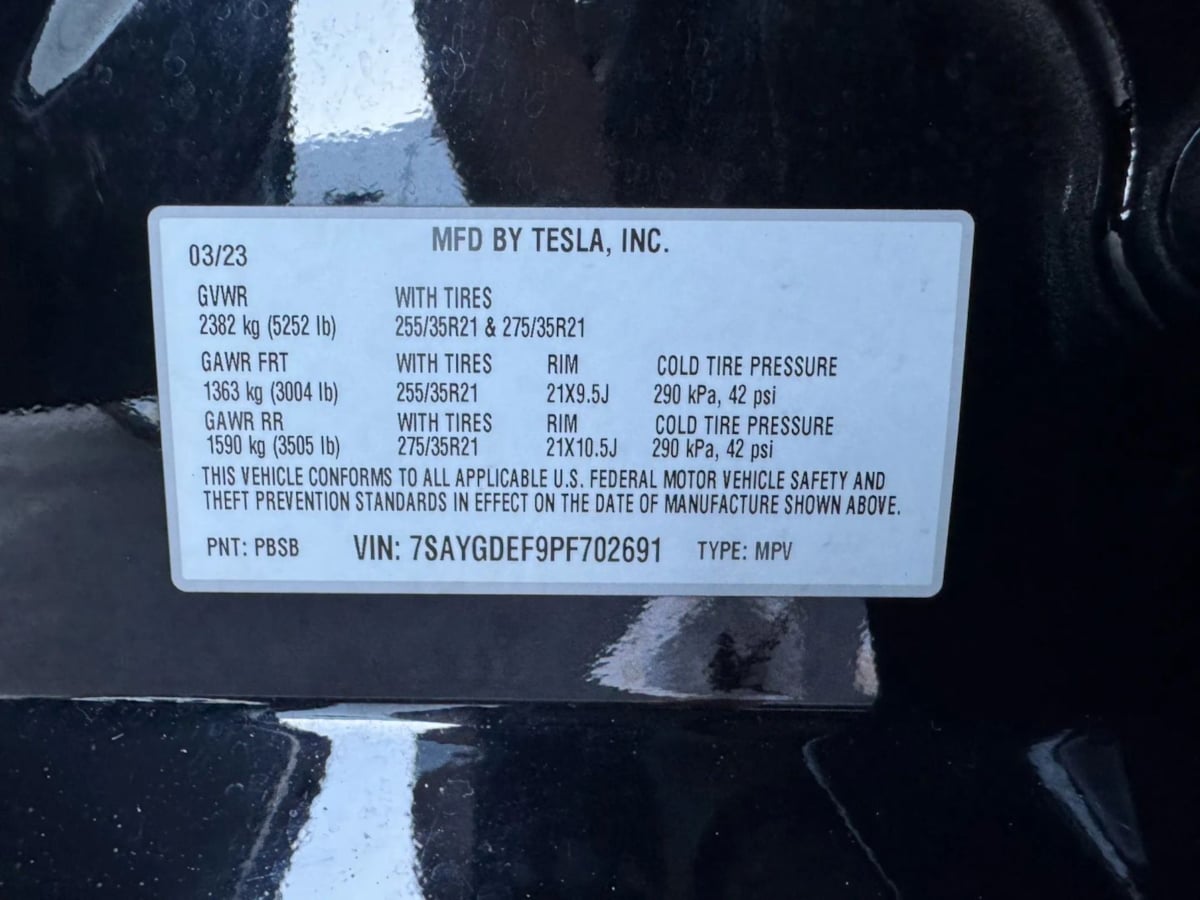 MFD BY TESLA, INC.
03/23
GVWR WITH TIRES
2382 kg (5252 lb) 255/35R21 & 275/35R21
GAWR FRT WITH TIRES RIM COLD TIRE PRESSURE
1363 kg (3004 lb) 255/35R21 21X9.5J 290 kPa, 42 psi
GAWR RR WITH TIRES RIM COLD TIRE PRESSURE
1590 kg (3505 lb) 275/35R21 21X10.5J 290 kPa, 42 psi
THIS VEHICLE CONFORMS TO ALL APPLICABLE U.S. FEDERAL MOTOR VEHICLE SAFETY AND
THEFT PREVENTION STANDARDS IN EFFECT ON THE DATE OF MANUFACTURE SHOWN ABOVE.
PNT: PBSB VIN: 7SAYGDEF9PF702691 TYPE: MPV